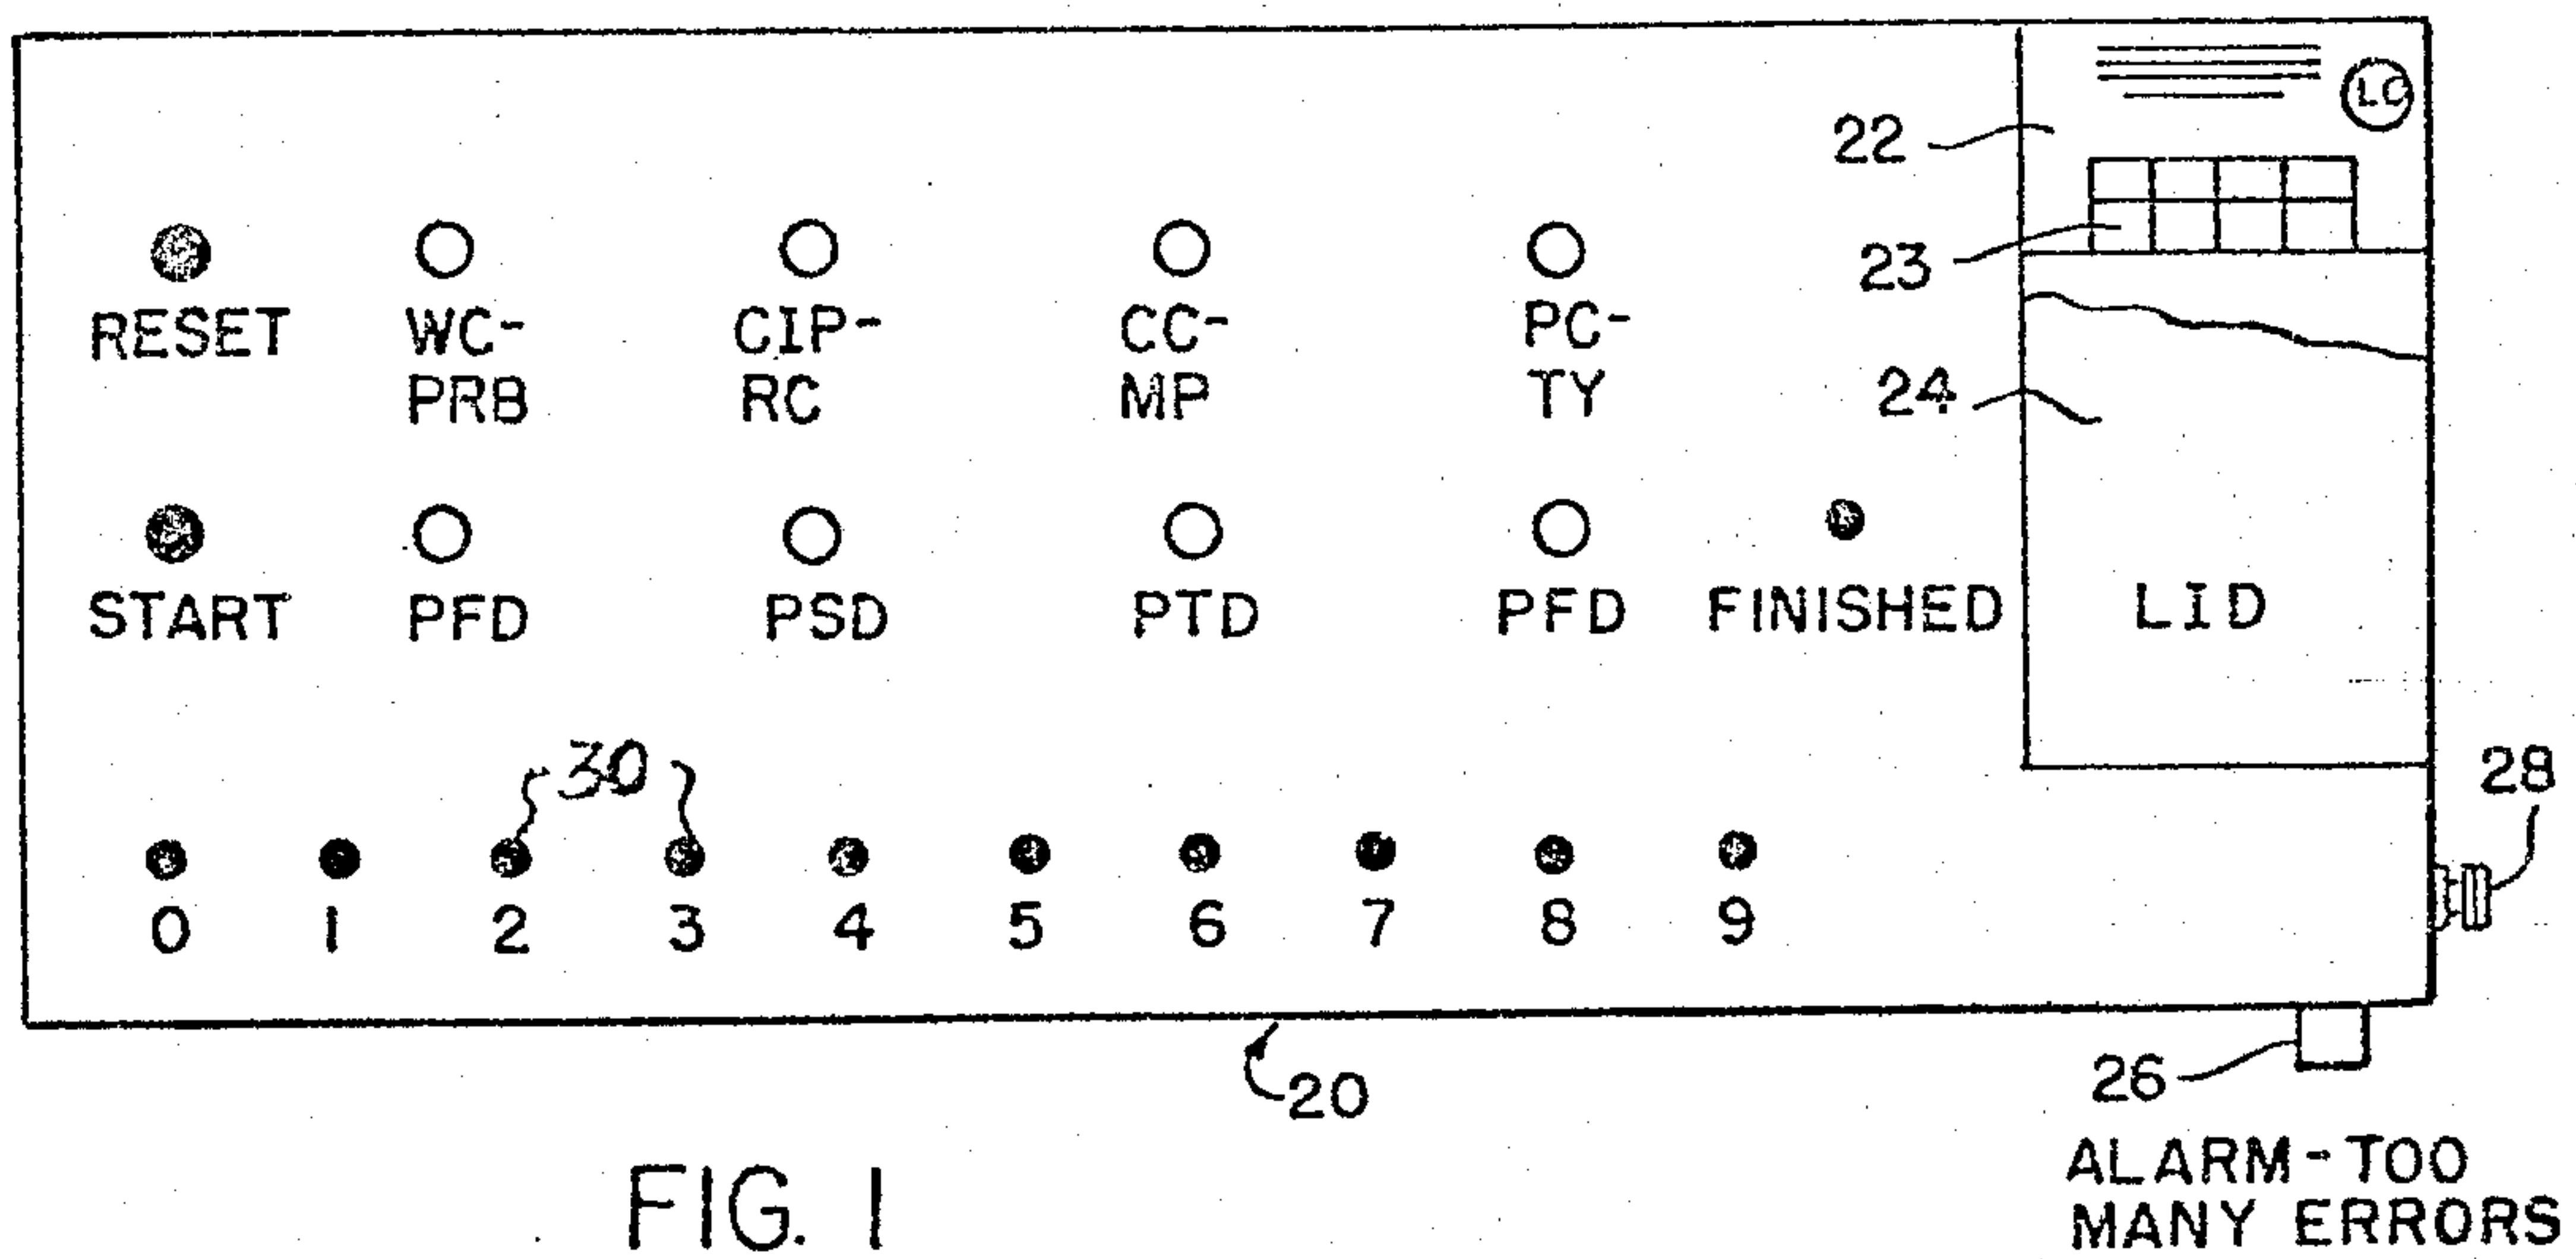 LC
22
23
RESET WC- CIP- CC- PC-
PRB RC MP TY
24
START PFD PSD PTD PFD FINISHED LID
30
28
0 1 2 3 4 5 6 7 8 9
20
26
ALARM-TOO
MANY ERRORS
FIG. 1